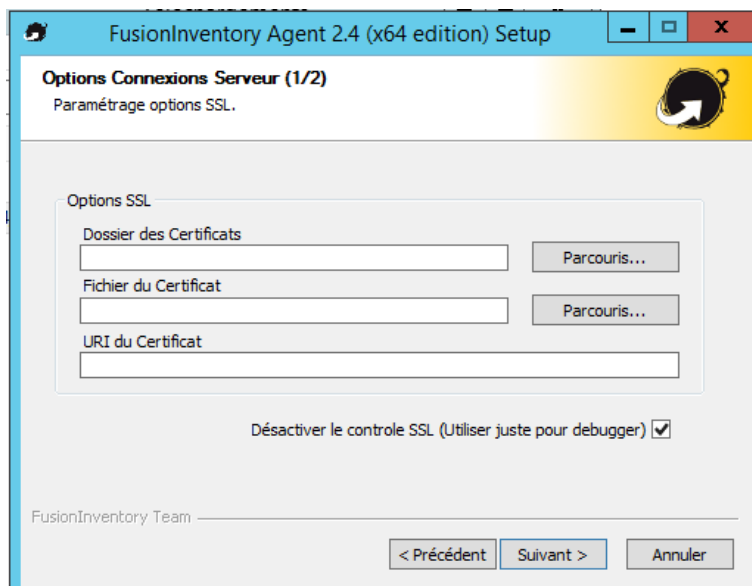 FusionInventory Agent 2.4 (x64 edition) Setup
Options Connexions Serveur (1/2)
Paramétrage options SSL.
Options SSL
Dossier des Certificats
Parcouris...
Fichier du Certificat
Parcouris...
URI du Certificat
Désactiver le controle SSL (Utiliser juste pour debugger)
FusionInventory Team
< Précédent
Suivant >
Annuler